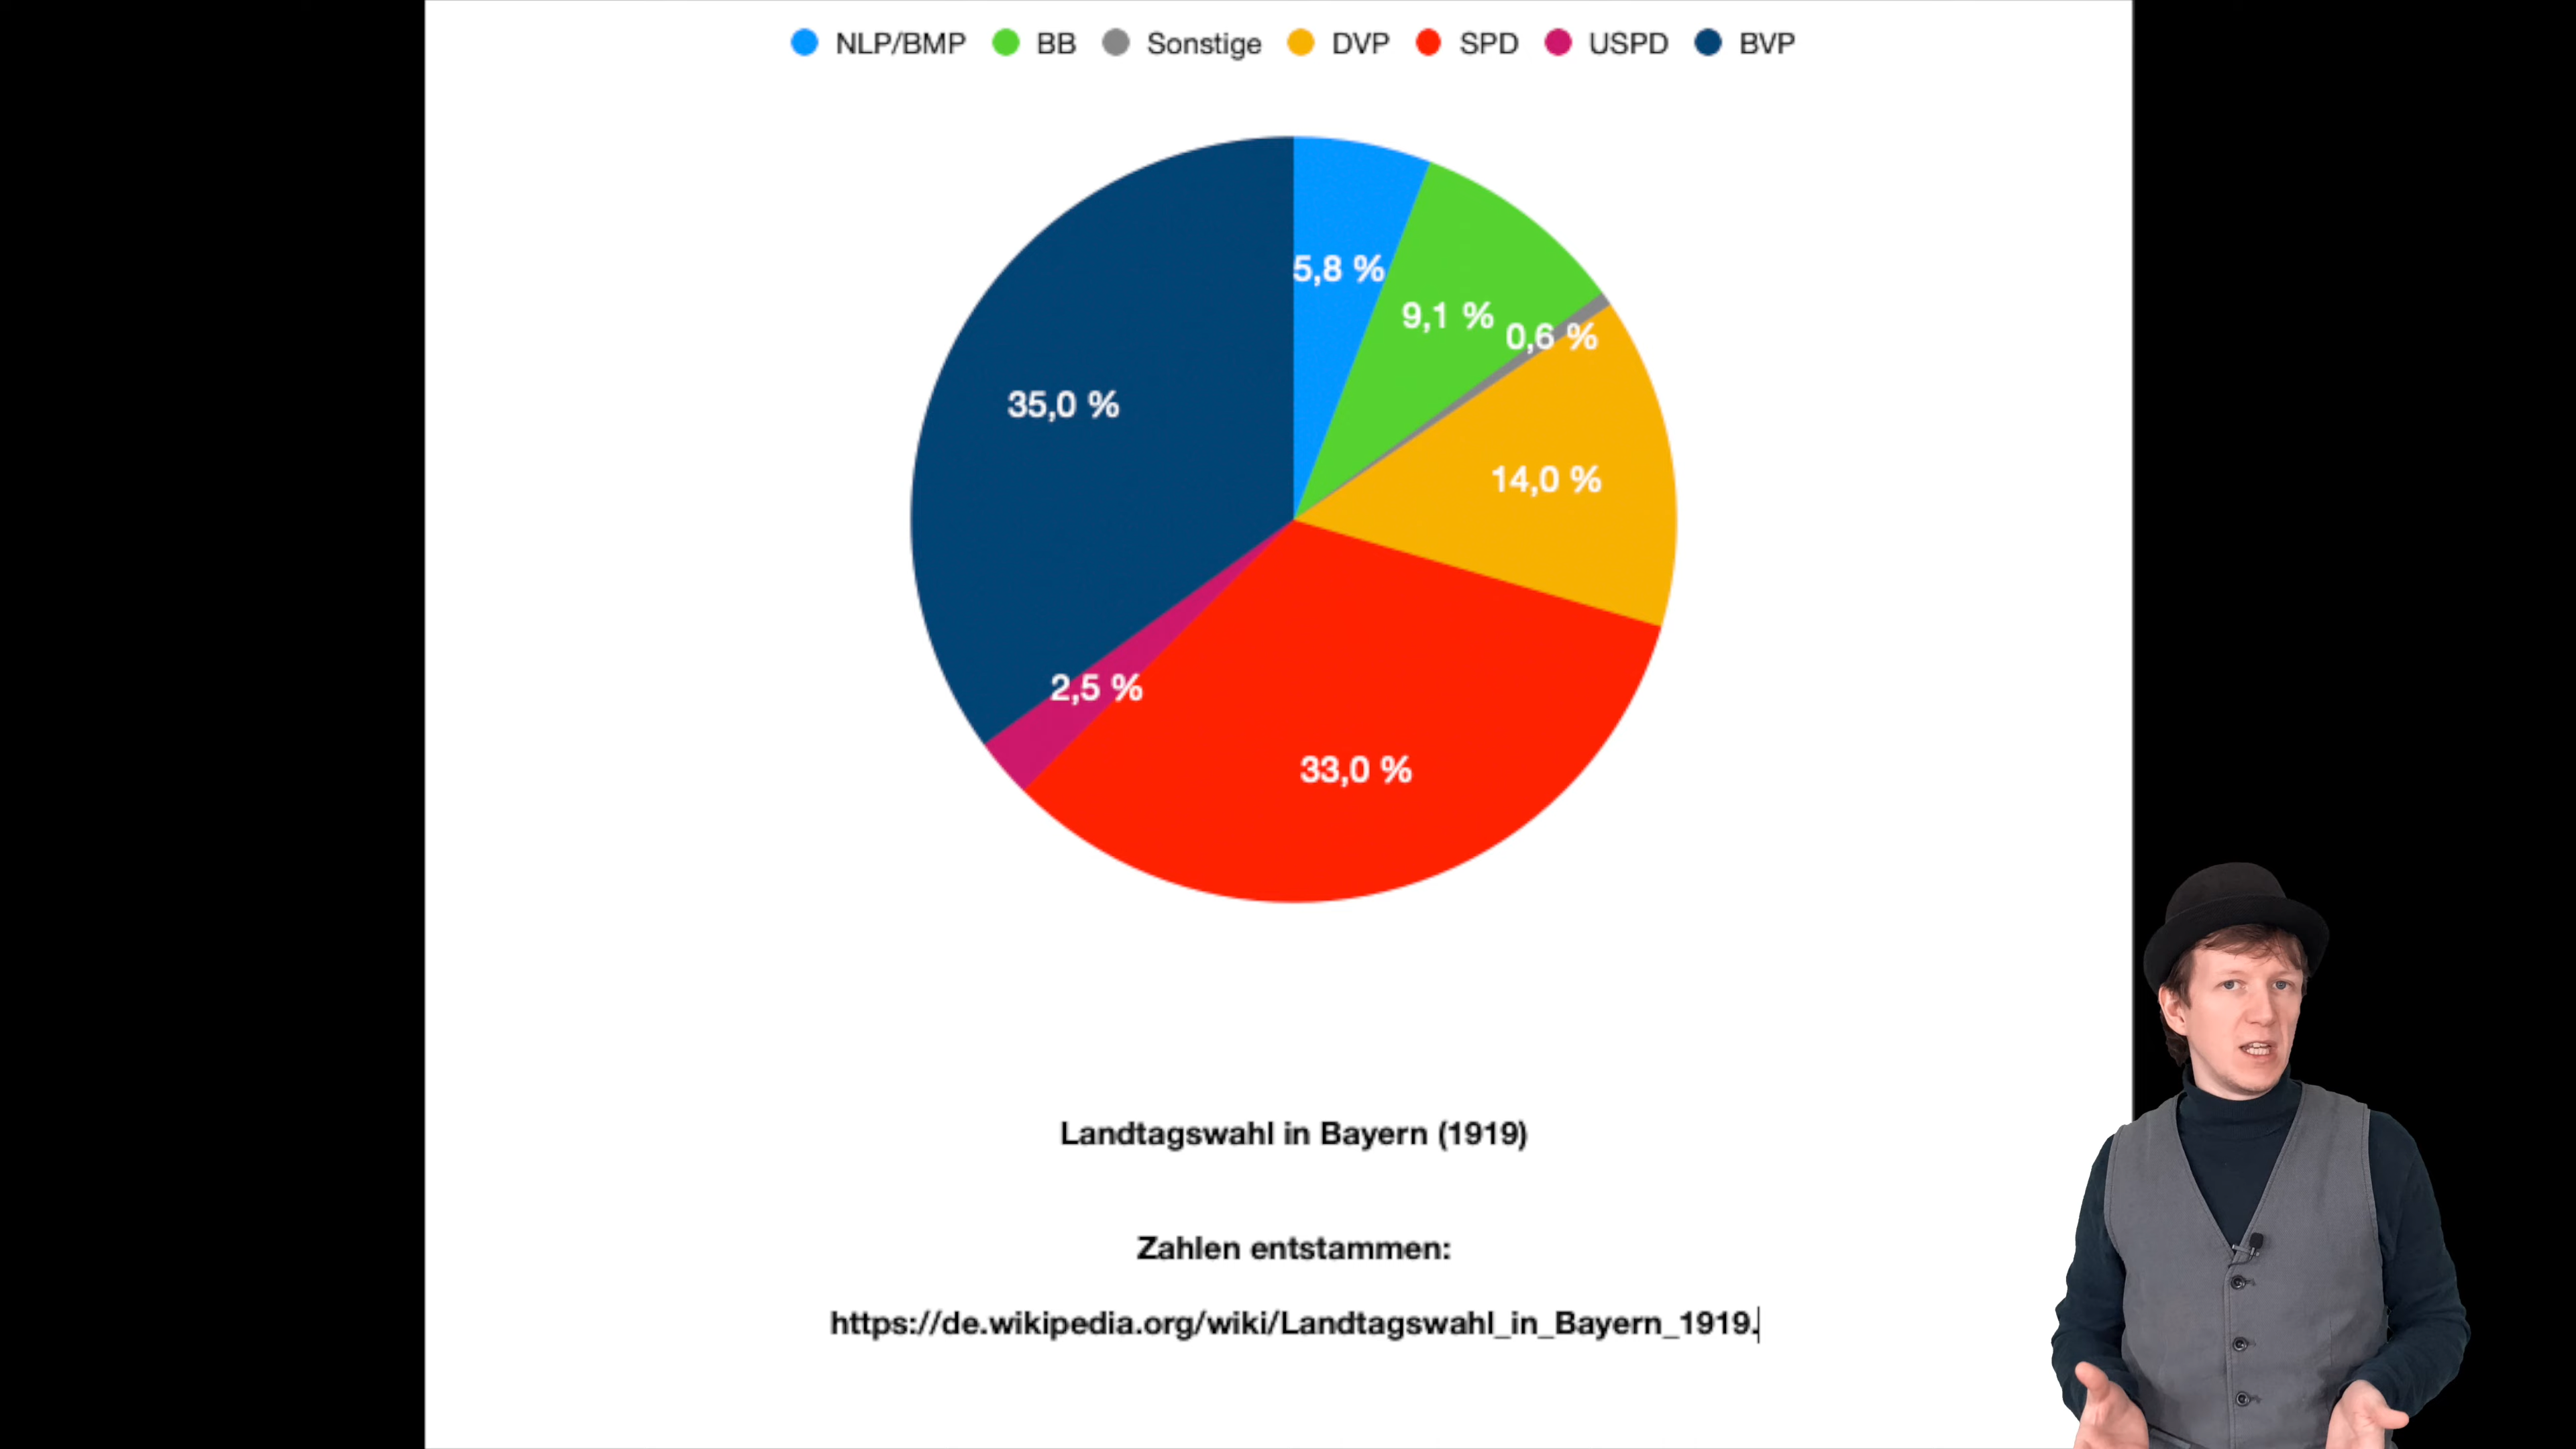 NLP/BMP BB Sonstige DVP SPD USPD BVP
5,8 %
9,1 %
0,6 %
35,0 %
14,0 %
2,5 %
33,0 %
Landtagswahl in Bayern (1919)
Zahlen entstammen:
https://de.wikipedia.org/wiki/Landtagswahl_in_Bayern_1919.